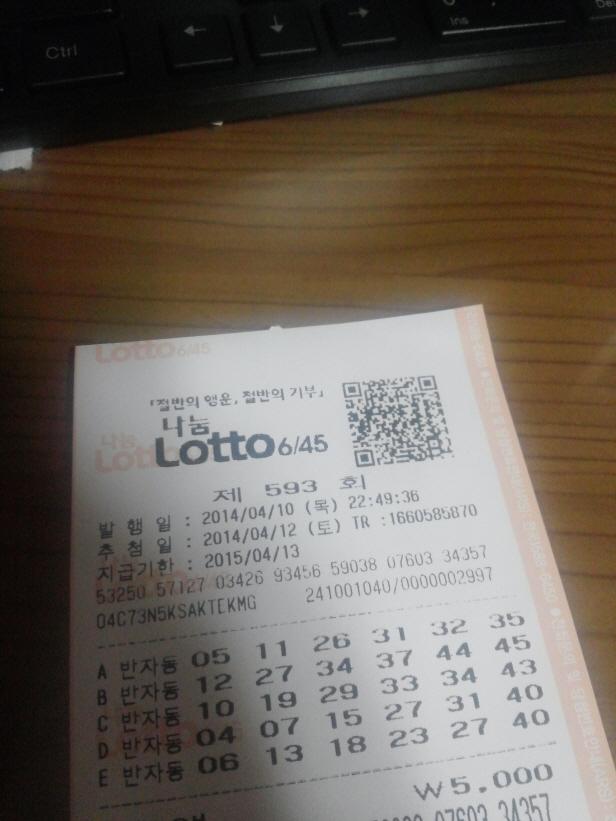 Ctrl
Ins
Lotto 6/45
「절반의 행운, 절반의 기부」
나눔
Lotto 6/45
제 593 회
발 행 일 : 2014/04/10 (목) 22:49:36
추 첨 일 : 2014/04/12 (토) TR :1660585870
지급기한 : 2015/04/13
53250 57127 03426 93456 59038 07603 34357
04C73N5KSAKTEKMG 241001040/0000002997
A 반자동 05 11 26 31 32 35
B 반자동 12 27 34 37 44 45
C 반자동 10 19 29 33 34 43
D 반자동 04 07 15 27 31 40
E 반자동 06 13 18 23 27 40
₩5,000
07603 34357